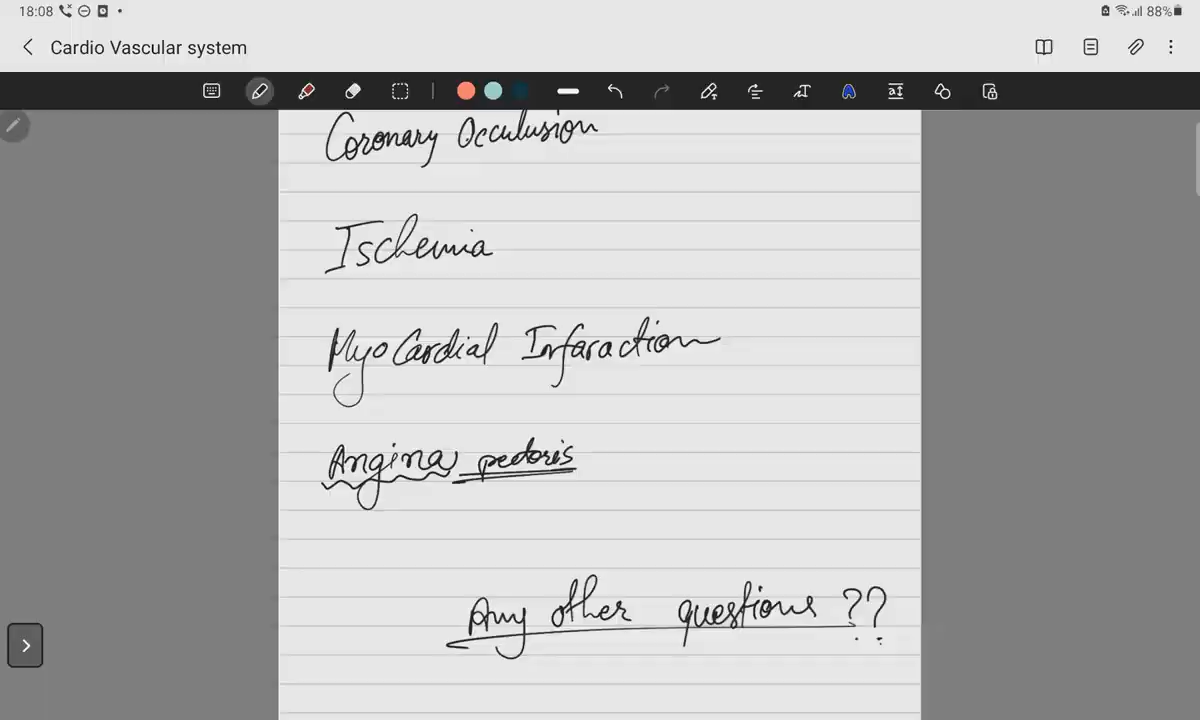 18:08 88%
Cardio Vascular system
Coronary Occulusion
Ischemia
Myocardial Infaraction
Angina pectoris
Any other questions ??